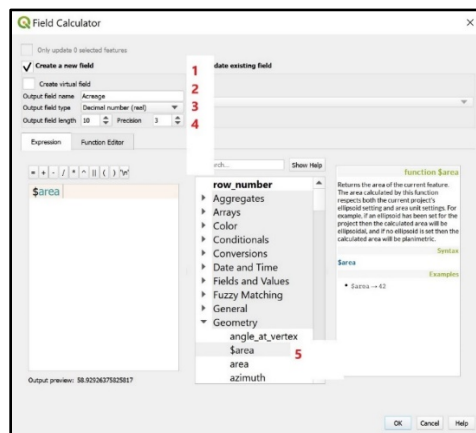 Field Calculator
Only update 0 selected features
Create a new field
1
date existing field
Create virtual field
Output field name Acreage
2
Output field type Decimal number (real)
3
Output field length 10 Precision 3
4
Expression Function Editor
= + - / * ^ || ( ) '\n'
rch... Show Help
$area
row_number
Aggregates
Arrays
Color
Conditionals
Conversions
Date and Time
Fields and Values
Fuzzy Matching
General
Geometry
angle_at_vertex
$area
5
area
azimuth
function $area
Returns the area of the current feature.
The area calculated by this function
respects both the current project's
ellipsoid setting and area unit settings. For
example, if an ellipsoid has been set for the
project then the calculated area will be
ellipsoidal, and if no ellipsoid is set then the
calculated area will be planimetric.
Syntax
$area
Examples
• $area → 42
Output preview: 58.92926375825817
OK Cancel Help